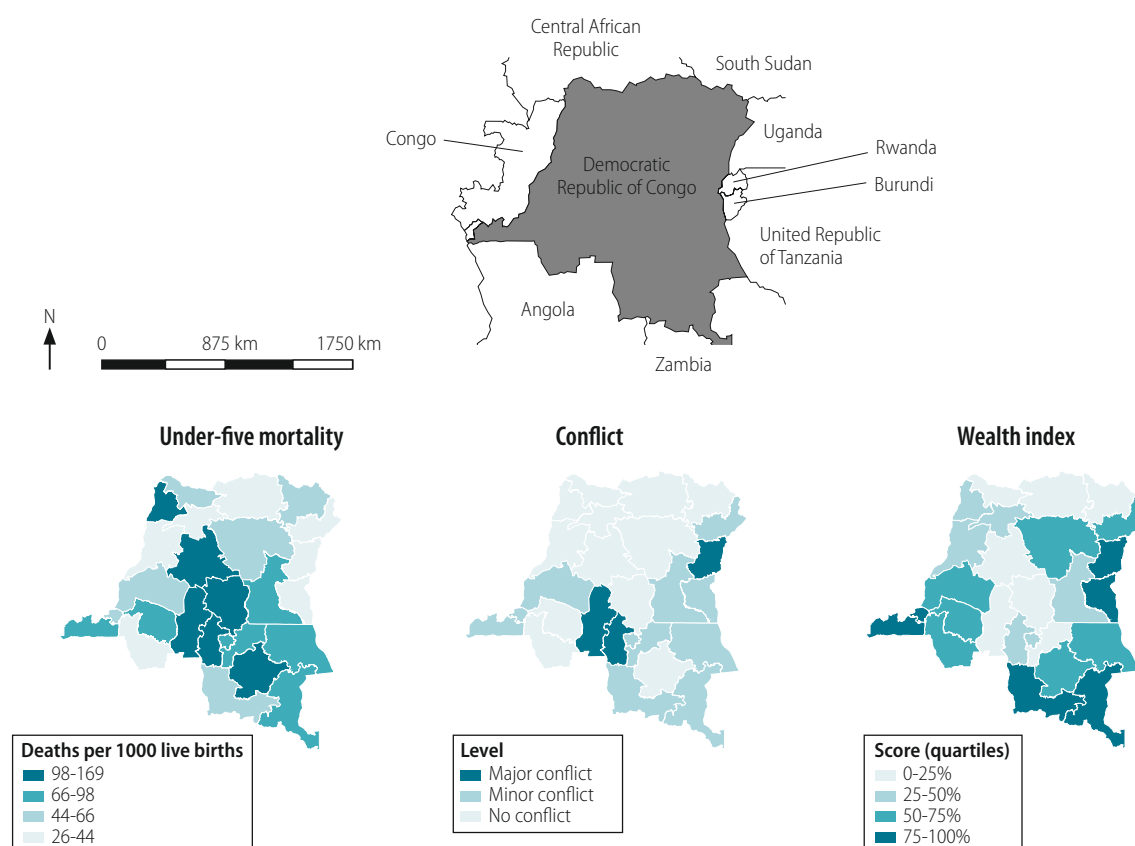 Central African
Republic
South Sudan
Congo
Uganda
Rwanda
Democratic
Republic of Congo
Burundi
United Republic
of Tanzania
Angola
N
0 875 km 1750 km
Zambia
Under-five mortality
Conflict
Wealth index
Deaths per 1000 live births
98-169
66-98
44-66
26-44
Level
Major conflict
Minor conflict
No conflict
Score (quartiles)
0-25%
25-50%
50-75%
75-100%